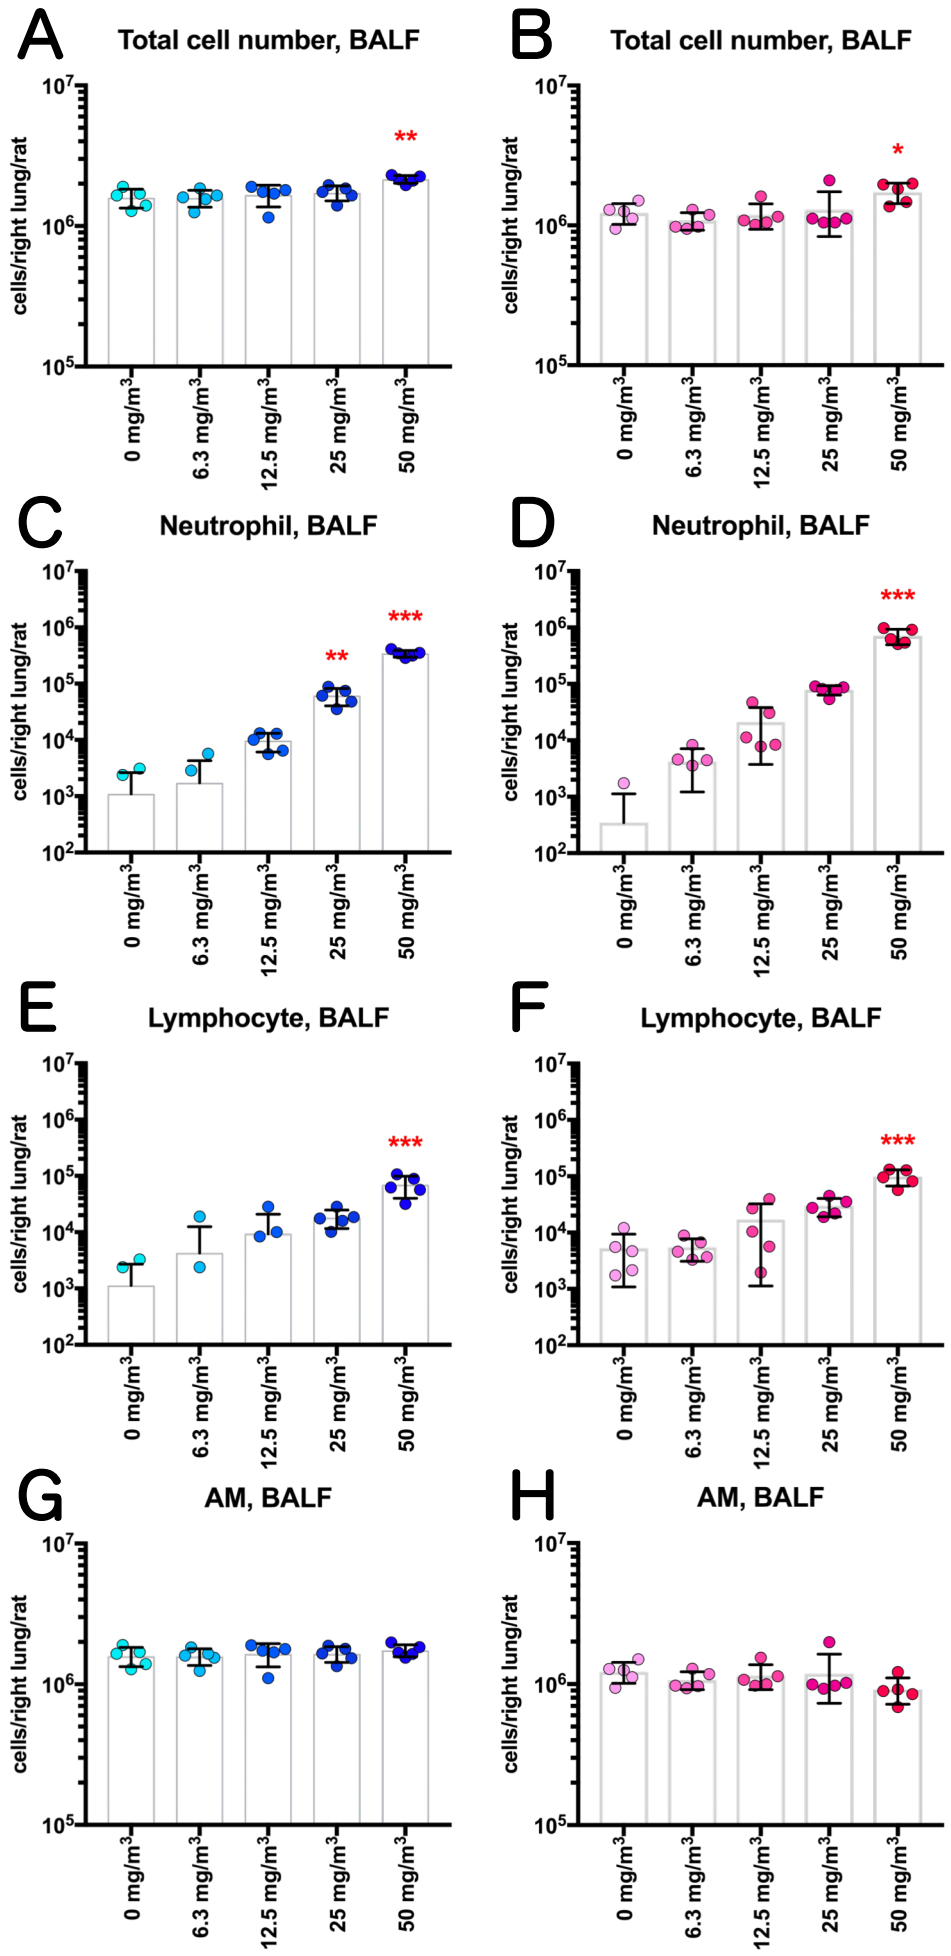 A
Total cell number, BALF
10⁷
10⁶
10⁵
cells/right lung/rat
**
0 mg/m³
6.3 mg/m³
12.5 mg/m³
25 mg/m³
50 mg/m³
B
Total cell number, BALF
10⁷
10⁶
10⁵
cells/right lung/rat
*
0 mg/m³
6.3 mg/m³
12.5 mg/m³
25 mg/m³
50 mg/m³
C
Neutrophil, BALF
10⁷
10⁶
10⁵
10⁴
10³
10²
cells/right lung/rat
**
***
0 mg/m³
6.3 mg/m³
12.5 mg/m³
25 mg/m³
50 mg/m³
D
Neutrophil, BALF
10⁷
10⁶
10⁵
10⁴
10³
10²
cells/right lung/rat
***
0 mg/m³
6.3 mg/m³
12.5 mg/m³
25 mg/m³
50 mg/m³
E
Lymphocyte, BALF
10⁷
10⁶
10⁵
10⁴
10³
10²
cells/right lung/rat
***
0 mg/m³
6.3 mg/m³
12.5 mg/m³
25 mg/m³
50 mg/m³
F
Lymphocyte, BALF
10⁷
10⁶
10⁵
10⁴
10³
10²
cells/right lung/rat
***
0 mg/m³
6.3 mg/m³
12.5 mg/m³
25 mg/m³
50 mg/m³
G
AM, BALF
10⁷
10⁶
10⁵
cells/right lung/rat
0 mg/m³
6.3 mg/m³
12.5 mg/m³
25 mg/m³
50 mg/m³
H
AM, BALF
10⁷
10⁶
10⁵
cells/right lung/rat
0 mg/m³
6.3 mg/m³
12.5 mg/m³
25 mg/m³
50 mg/m³